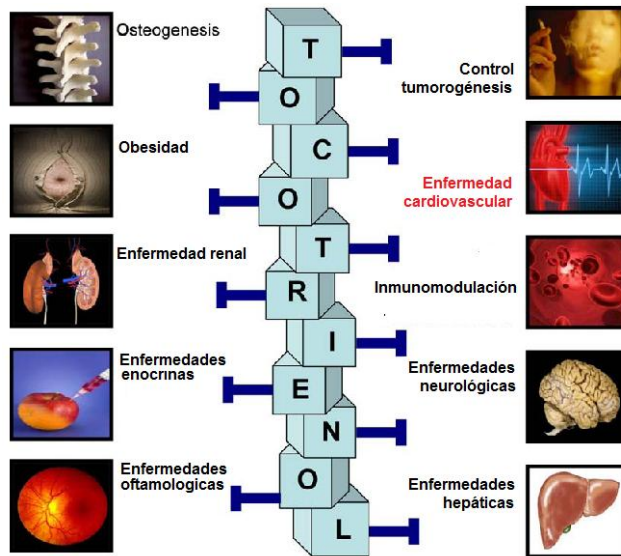 Osteogenesis
Obesidad
Enfermedad renal
Enfermedades
enocrinas
Enfermedades
oftamologicas
T
O
C
O
T
R
I
E
N
O
L
Control
tumorogénesis
Enfermedad
cardiovascular
Inmunomodulación
Enfermedades
neurológicas
Enfermedades
hepáticas